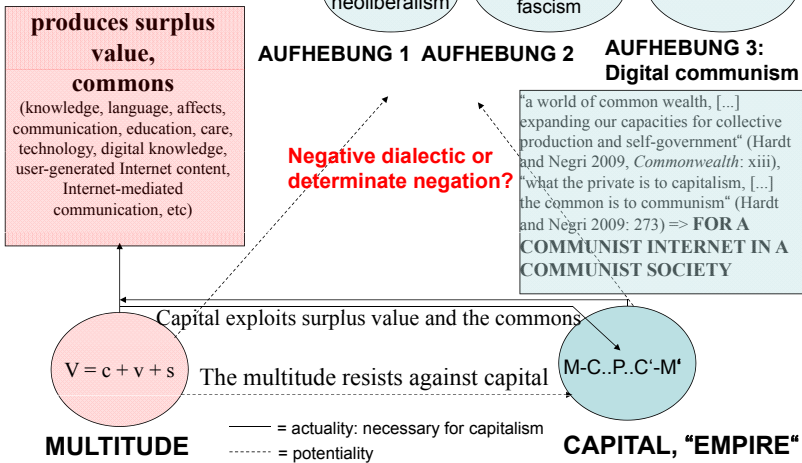 neoliberalism
fascism
produces surplus
value,
commons
(knowledge, language, affects,
communication, education, care,
technology, digital knowledge,
user-generated Internet content,
Internet-mediated
communication, etc)
AUFHEBUNG 1 AUFHEBUNG 2
AUFHEBUNG 3:
Digital communism
Negative dialectic or
determinate negation?
“a world of common wealth, [...]
expanding our capacities for collective
production and self-government“ (Hardt
and Negri 2009, Commonwealth: xiii),
“what the private is to capitalism, [...]
the common is to communism“ (Hardt
and Negri 2009: 273) => FOR A
COMMUNIST INTERNET IN A
COMMUNIST SOCIETY
Capital exploits surplus value and the commons
V = c + v + s
The multitude resists against capital
M-C..P..C‘-M‘
MULTITUDE
= actuality: necessary for capitalism
= potentiality
CAPITAL, “EMPIRE“